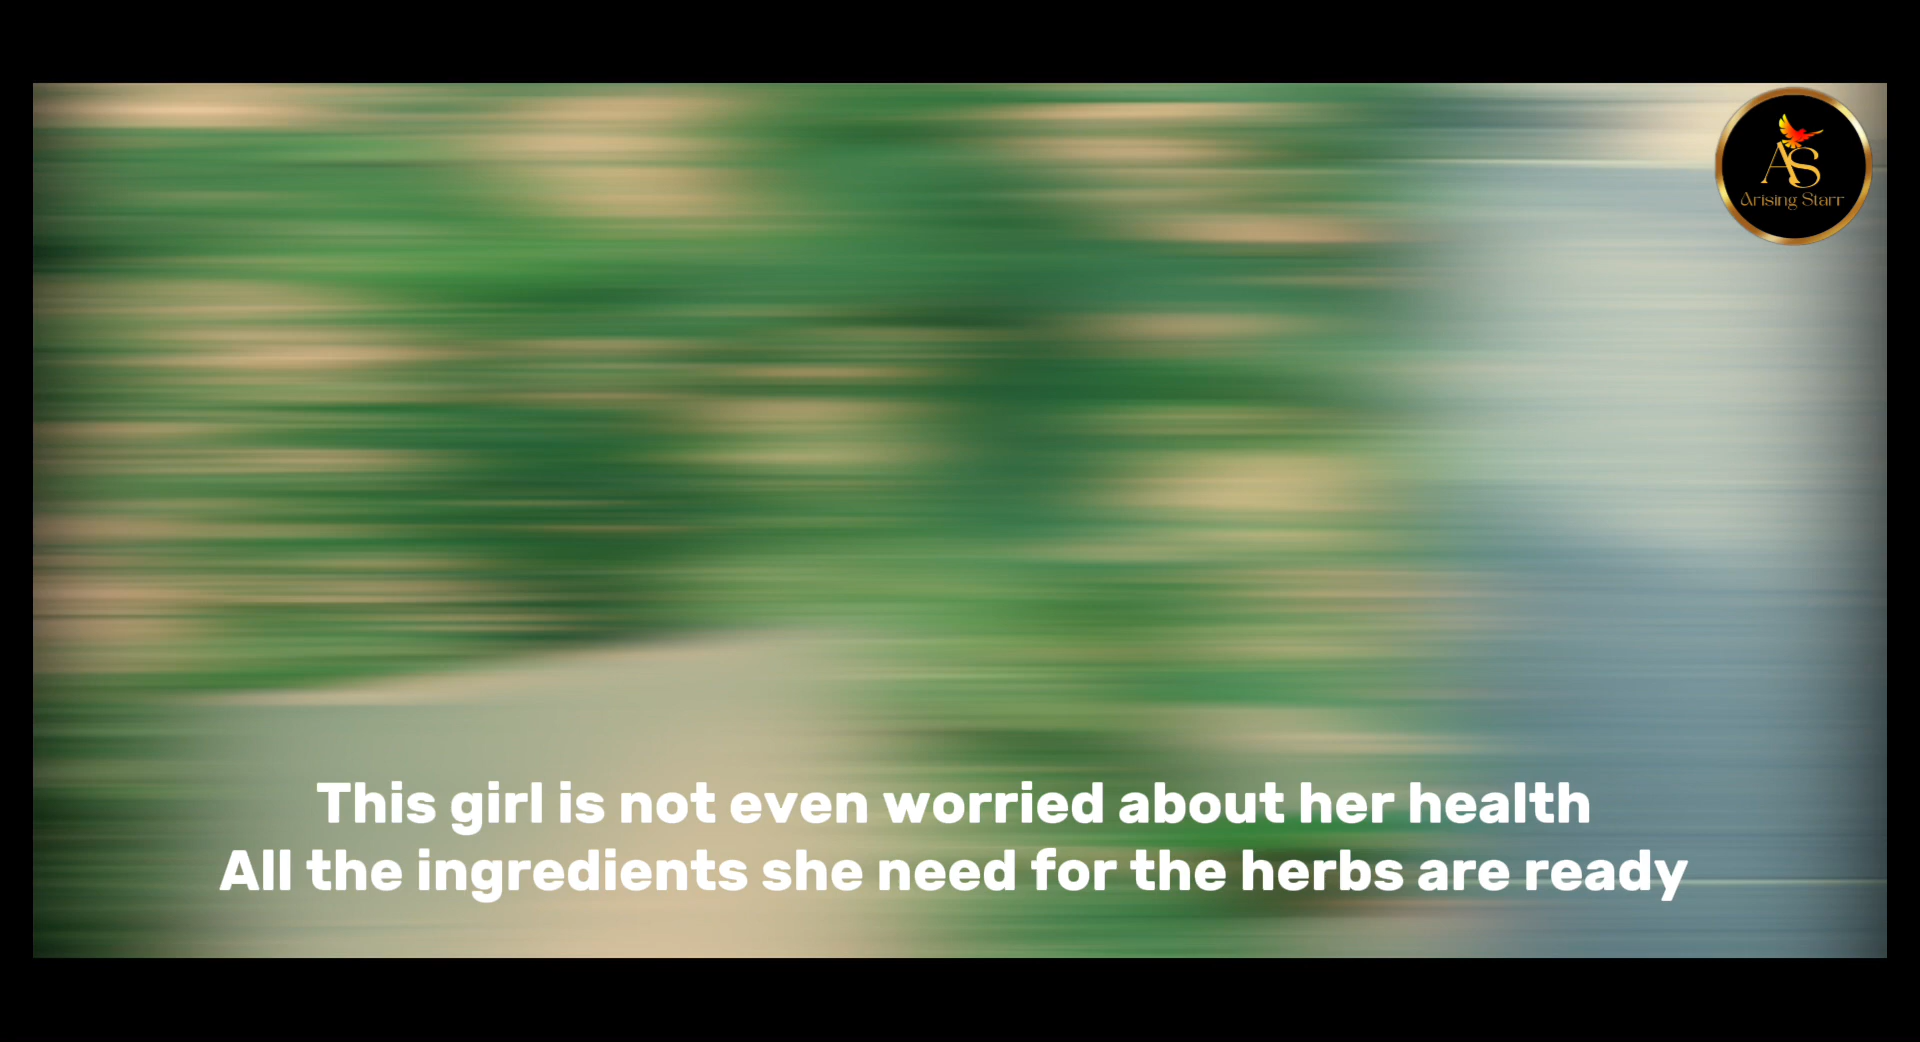 AS
Arising Starr
This girl is not even worried about her health
All the ingredients she need for the herbs are ready